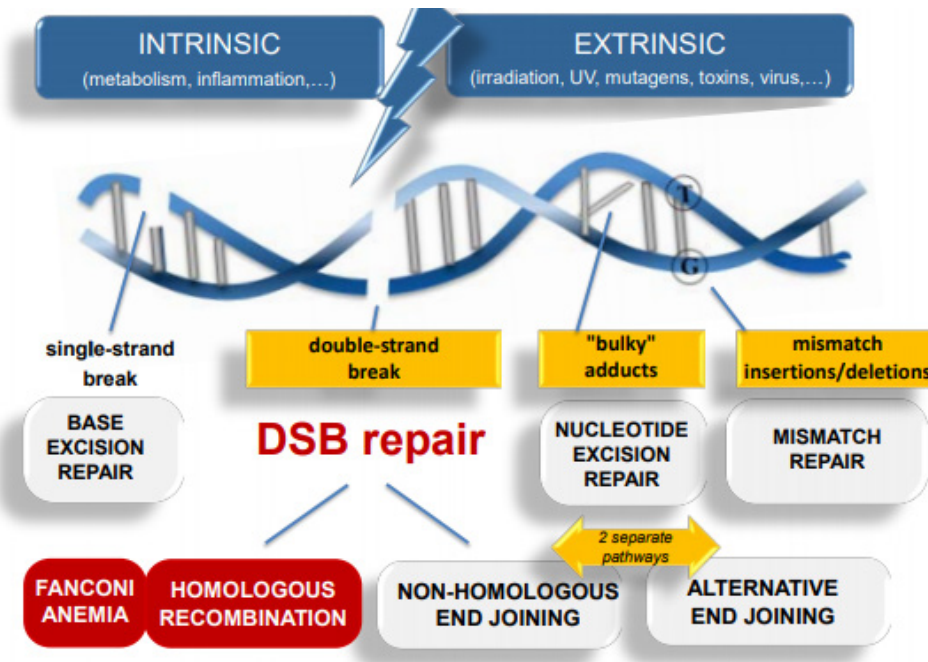 INTRINSIC
(metabolism, inflammation,…)
EXTRINSIC
(irradiation, UV, mutagens, toxins, virus,…)
T
G
single-strand
break
double-strand
break
"bulky"
adducts
mismatch
insertions/deletions
BASE
EXCISION
REPAIR
DSB repair
NUCLEOTIDE
EXCISION
REPAIR
MISMATCH
REPAIR
2 separate
pathways
FANCONI
ANEMIA
HOMOLOGOUS
RECOMBINATION
NON-HOMOLOGOUS
END JOINING
ALTERNATIVE
END JOINING